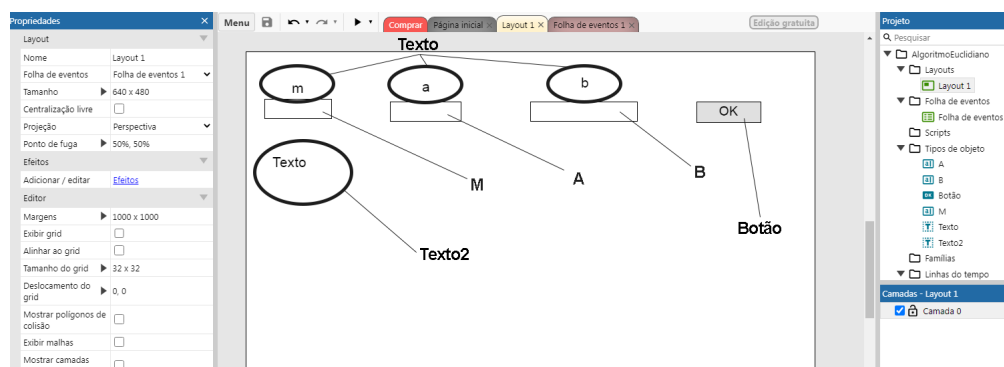 Propriedades ×
Layout
Nome Layout 1
Folha de eventos Folha de eventos 1
Tamanho 640 x 480
Centralização livre
Projeção Perspectiva
Ponto de fuga 50%, 50%
Efeitos
Adicionar / editar Efeitos
Editor
Margens 1000 x 1000
Exibir grid
Alinhar ao grid
Tamanho do grid 32 x 32
Deslocamento do grid 0, 0
Mostrar polígonos de colisão
Exibir malhas
Mostrar camadas
Menu
Comprar
Página inicial ×
Layout 1 ×
Folha de eventos 1 ×
Edição gratuita
Texto
m
a
b
OK
Texto
M
A
B
Botão
Texto2
Projeto
Pesquisar
AlgoritmoEuclidiano
Layouts
Layout 1
Folha de eventos
Folha de eventos
Scripts
Tipos de objeto
A
B
Botão
M
Texto
Texto2
Famílias
Linhas do tempo
Camadas - Layout 1
Camada 0